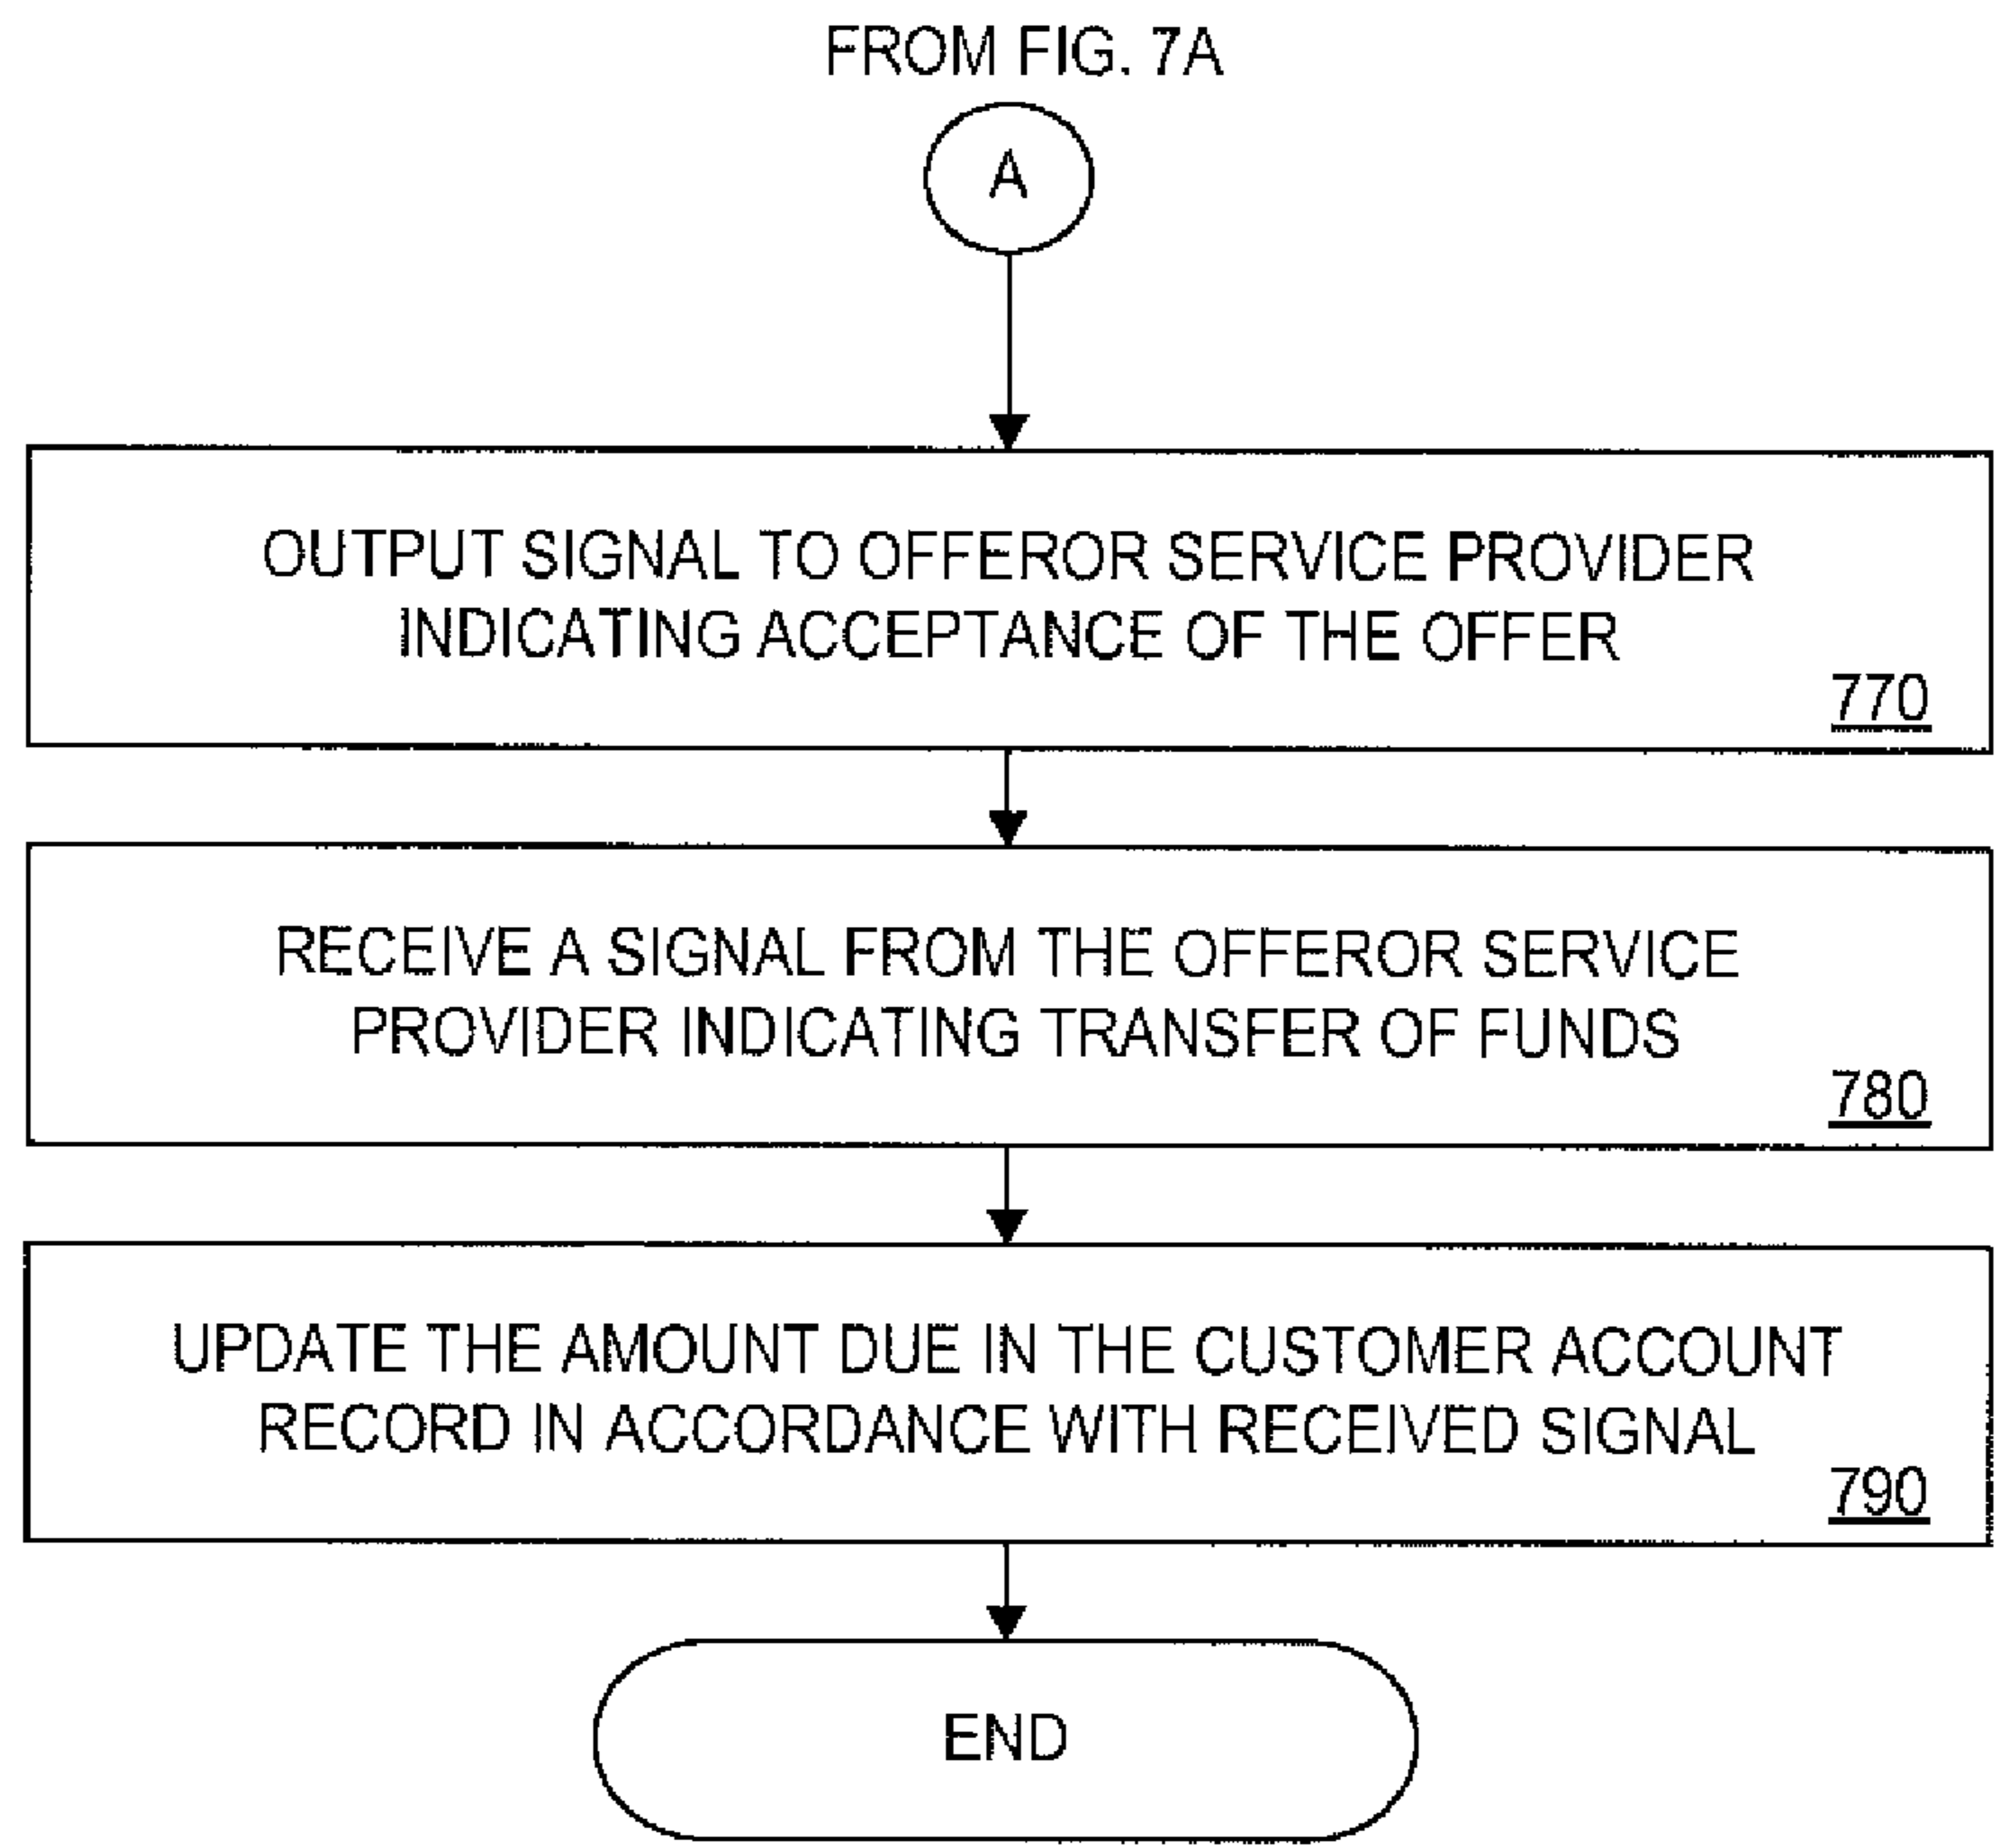 FROM FIG. 7A
A
OUTPUT SIGNAL TO OFFEROR SERVICE PROVIDER
INDICATING ACCEPTANCE OF THE OFFER
770
RECEIVE A SIGNAL FROM THE OFFEROR SERVICE
PROVIDER INDICATING TRANSFER OF FUNDS
780
UPDATE THE AMOUNT DUE IN THE CUSTOMER ACCOUNT
RECORD IN ACCORDANCE WITH RECEIVED SIGNAL
790
END